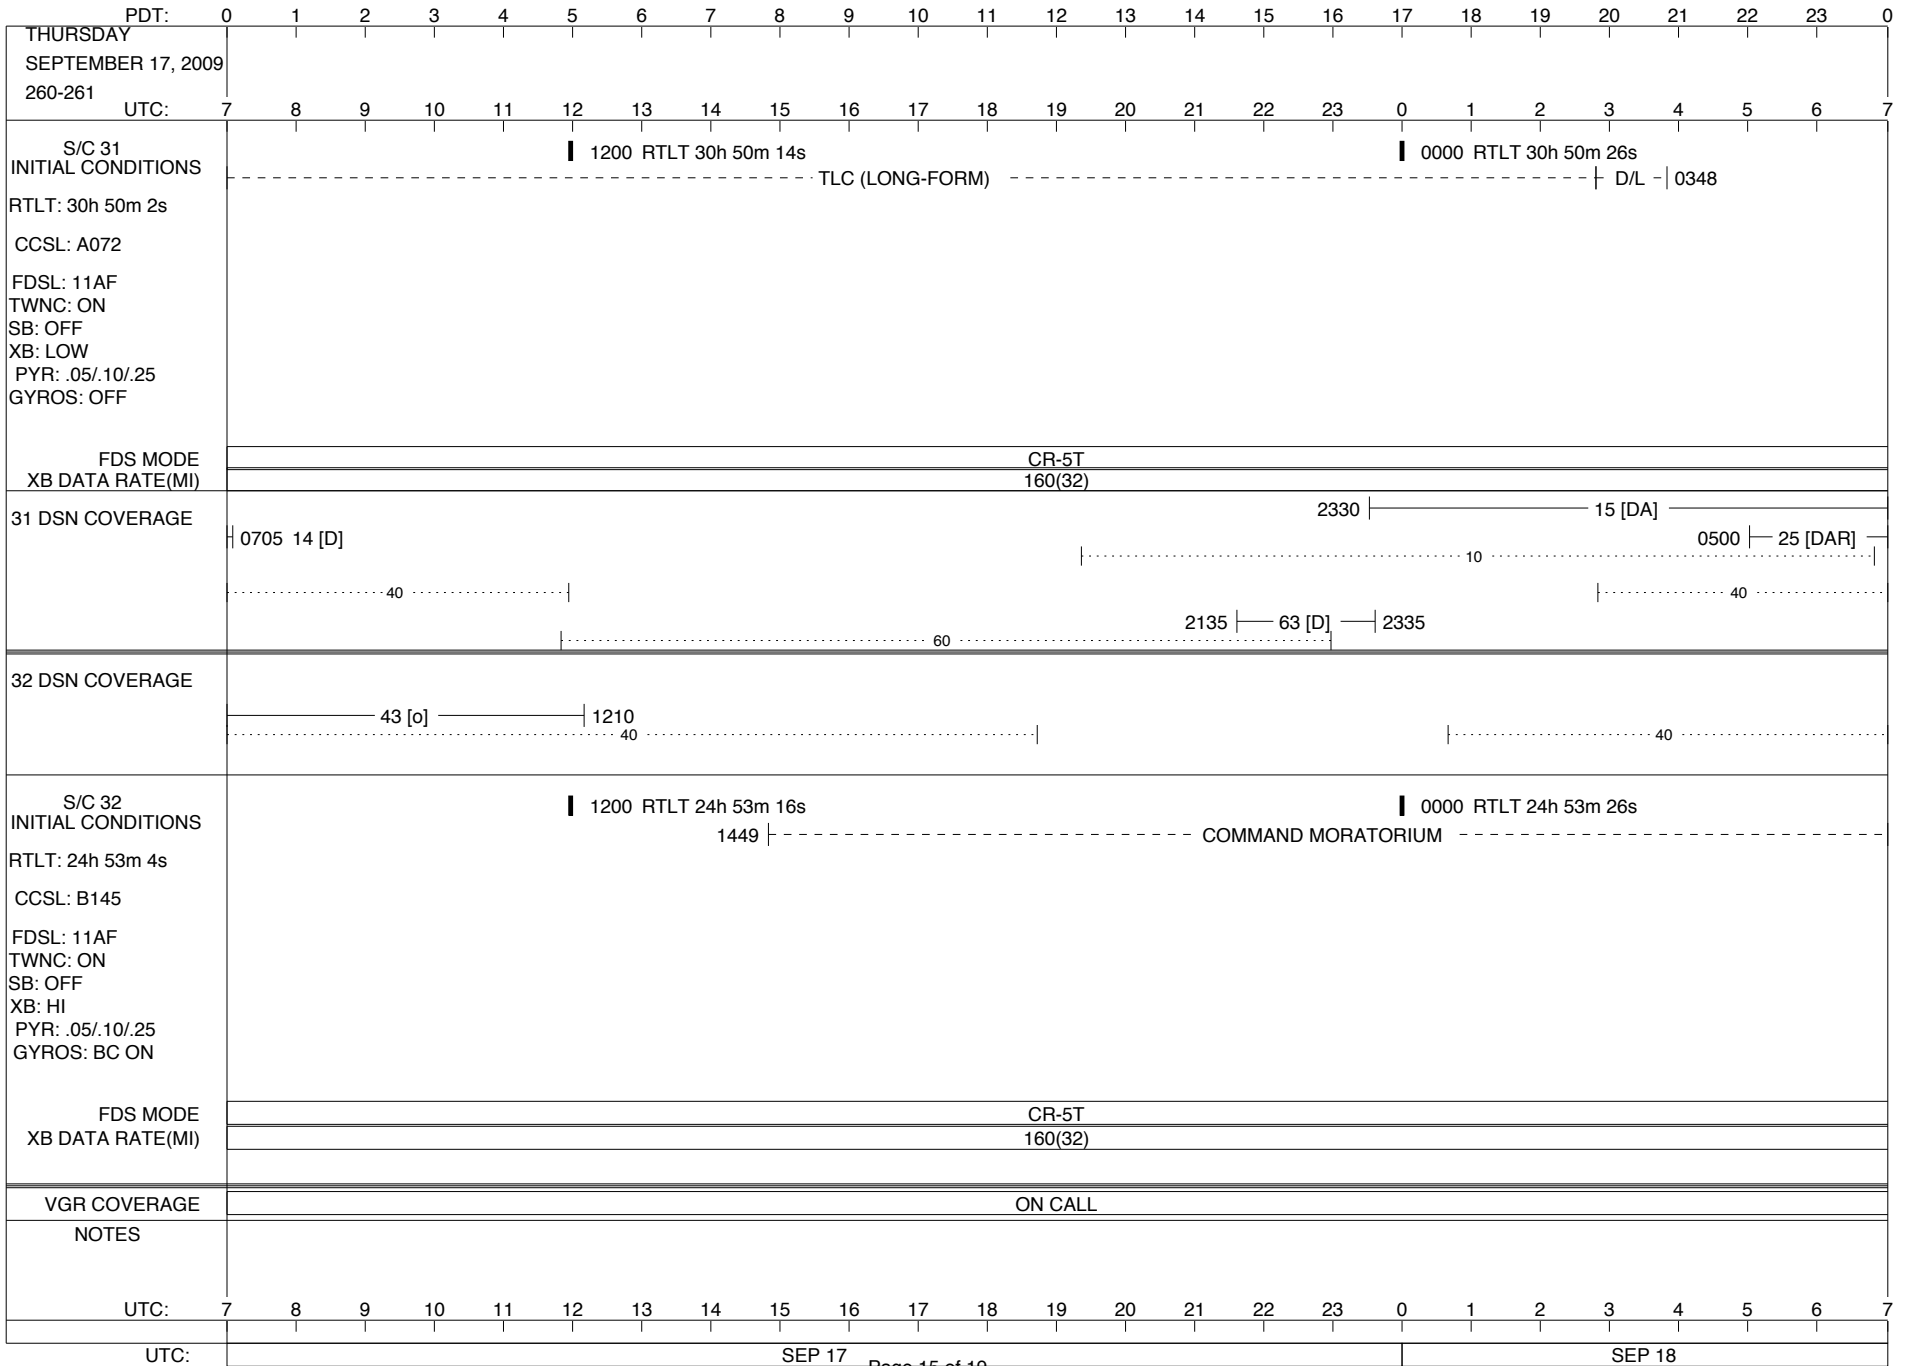 PDT: 0 1 2 3 4 5 6 7 8 9 10 11 12 13 14 15 16 17 18 19 20 21 22 23 0
THURSDAY
SEPTEMBER 17, 2009
260-261
UTC: 7 8 9 10 11 12 13 14 15 16 17 18 19 20 21 22 23 0 1 2 3 4 5 6 7
S/C 31
INITIAL CONDITIONS
1200 RTLT 30h 50m 14s
0000 RTLT 30h 50m 26s
TLC (LONG-FORM)
D/L
0348
RTLT: 30h 50m 2s
CCSL: A072
FDSL: 11AF
TWNC: ON
SB: OFF
XB: LOW
PYR: .05/.10/.25
GYROS: OFF
FDS MODE CR-5T
XB DATA RATE(MI) 160(32)
31 DSN COVERAGE
2330 15 [DA]
0705 14 [D]
0500 25 [DAR]
10
40 40
2135 63 [D] 2335
60
32 DSN COVERAGE
43 [o] 1210
40 40
S/C 32
INITIAL CONDITIONS
1200 RTLT 24h 53m 16s
0000 RTLT 24h 53m 26s
1449 COMMAND MORATORIUM
RTLT: 24h 53m 4s
CCSL: B145
FDSL: 11AF
TWNC: ON
SB: OFF
XB: HI
PYR: .05/.10/.25
GYROS: BC ON
FDS MODE CR-5T
XB DATA RATE(MI) 160(32)
VGR COVERAGE ON CALL
NOTES
UTC: 7 8 9 10 11 12 13 14 15 16 17 18 19 20 21 22 23 0 1 2 3 4 5 6 7
UTC: SEP 17 SEP 18
Page 15 of 19